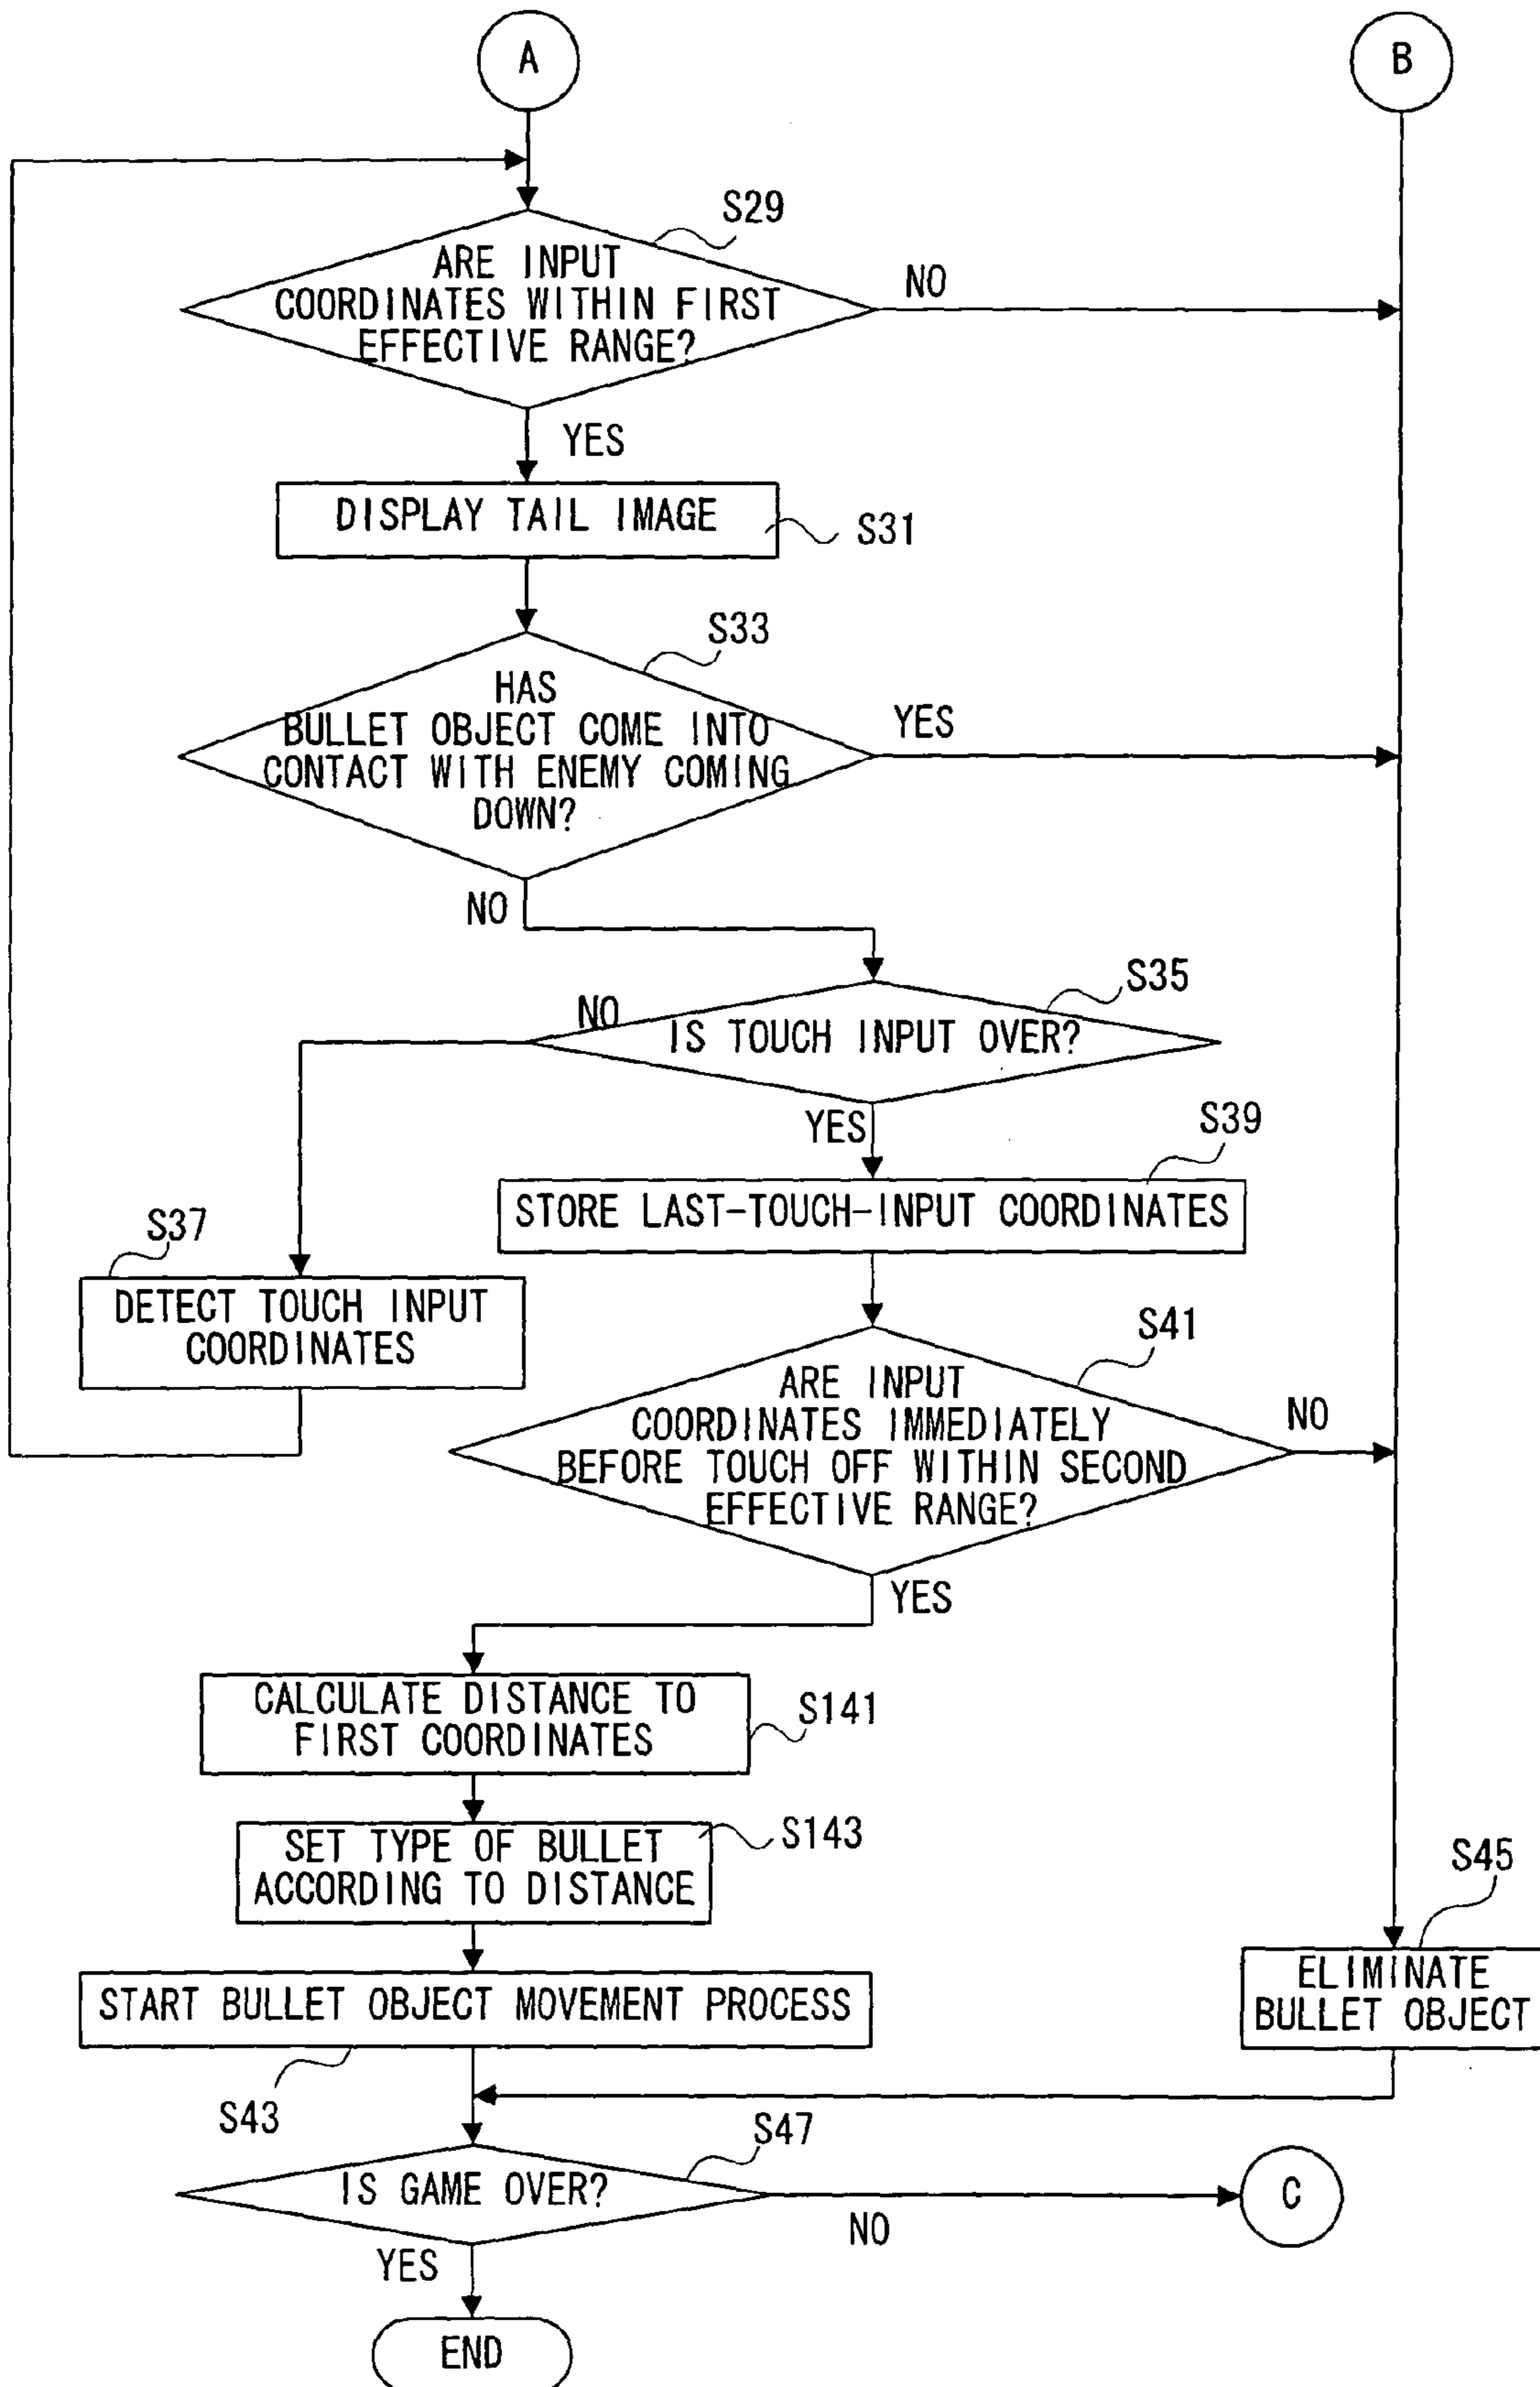 A
B
S29
ARE INPUT
COORDINATES WITHIN FIRST
EFFECTIVE RANGE?
NO
YES
DISPLAY TAIL IMAGE
S31
S33
HAS
BULLET OBJECT COME INTO
CONTACT WITH ENEMY COMING
DOWN?
YES
NO
S35
NO
IS TOUCH INPUT OVER?
YES
S39
STORE LAST-TOUCH-INPUT COORDINATES
S37
DETECT TOUCH INPUT
COORDINATES
S41
ARE INPUT
COORDINATES IMMEDIATELY
BEFORE TOUCH OFF WITHIN SECOND
EFFECTIVE RANGE?
NO
YES
CALCULATE DISTANCE TO
FIRST COORDINATES
S141
SET TYPE OF BULLET
ACCORDING TO DISTANCE
S143
S45
ELIMINATE
BULLET OBJECT
START BULLET OBJECT MOVEMENT PROCESS
S43
S47
IS GAME OVER?
NO
C
YES
END